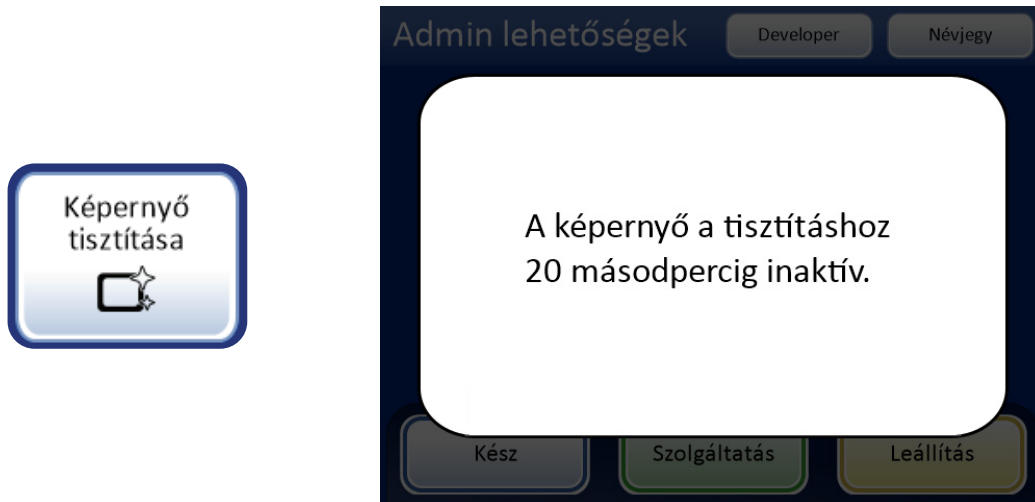 Képernyő
tisztítása
Admin lehetőségek
Developer
Névjegy
A képernyő a tisztításhoz
20 másodpercig inaktív.
Kész
Szolgáltatás
Leállítás